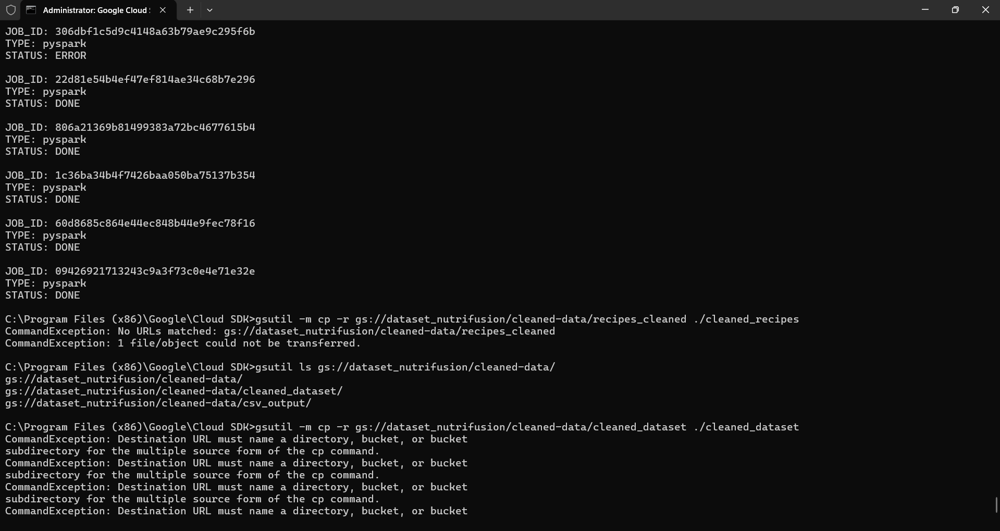 Administrator: Google Cloud S
JOB_ID: 306dbf1c5d9c4148a63b79ae9c295f6b
TYPE: pyspark
STATUS: ERROR
JOB_ID: 22d81e54b4ef47ef814ae34c68b7e296
TYPE: pyspark
STATUS: DONE
JOB_ID: 806a21369b81499383a72bc4677615b4
TYPE: pyspark
STATUS: DONE
JOB_ID: 1c36ba34b4f7426baa050ba75137b354
TYPE: pyspark
STATUS: DONE
JOB_ID: 60d8685c864e44ec848b44e9fec78f16
TYPE: pyspark
STATUS: DONE
JOB_ID: 09426921713243c9a3f73c0e4e71e32e
TYPE: pyspark
STATUS: DONE
C:\Program Files (x86)\Google\Cloud SDK>gsutil -m cp -r gs://dataset_nutrifusion/cleaned-data/recipes_cleaned ./cleaned_recipes
CommandException: No URLs matched: gs://dataset_nutrifusion/cleaned-data/recipes_cleaned
CommandException: 1 file/object could not be transferred.
C:\Program Files (x86)\Google\Cloud SDK>gsutil ls gs://dataset_nutrifusion/cleaned-data/
gs://dataset_nutrifusion/cleaned-data/
gs://dataset_nutrifusion/cleaned-data/cleaned_dataset/
gs://dataset_nutrifusion/cleaned-data/csv_output/
C:\Program Files (x86)\Google\Cloud SDK>gsutil -m cp -r gs://dataset_nutrifusion/cleaned-data/cleaned_dataset ./cleaned_dataset
CommandException: Destination URL must name a directory, bucket, or bucket
subdirectory for the multiple source form of the cp command.
CommandException: Destination URL must name a directory, bucket, or bucket
subdirectory for the multiple source form of the cp command.
CommandException: Destination URL must name a directory, bucket, or bucket
subdirectory for the multiple source form of the cp command.
CommandException: Destination URL must name a directory, bucket, or bucket